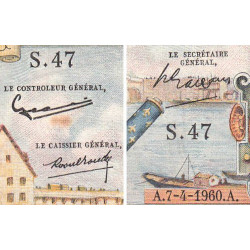 S.47
LE CONTROLEUR GÉNÉRAL,
LE CAISSIER GÉNÉRAL,
LE SECRÉTAIRE
GÉNÉRAL,
S.47
A.7-4-1960.A.